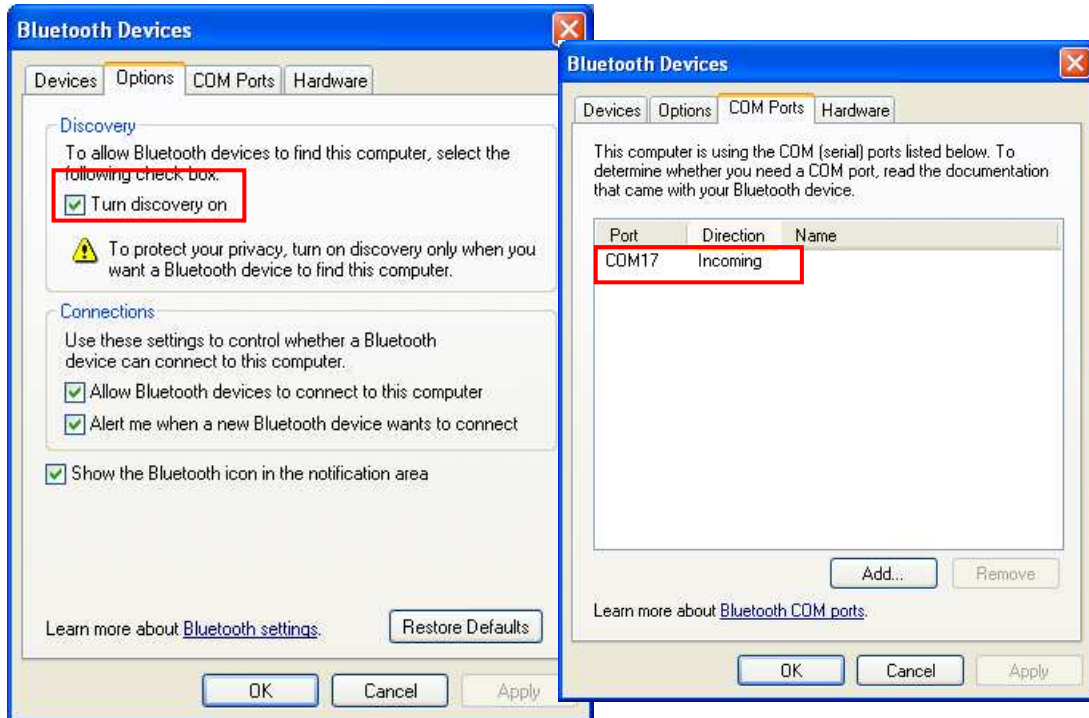 Bluetooth Devices
Devices Options COM Ports Hardware
Discovery
To allow Bluetooth devices to find this computer, select the
following check box:
Turn discovery on
To protect your privacy, turn on discovery only when you
want a Bluetooth device to find this computer.
Connections
Use these settings to control whether a Bluetooth
device can connect to this computer.
Allow Bluetooth devices to connect to this computer
Alert me when a new Bluetooth device wants to connect
Show the Bluetooth icon in the notification area
Learn more about Bluetooth settings.
Restore Defaults
OK Cancel Apply
Bluetooth Devices
Devices Options COM Ports Hardware
This computer is using the COM (serial) ports listed below. To
determine whether you need a COM port, read the documentation
that came with your Bluetooth device.
Port Direction Name
COM17 Incoming
Add... Remove
Learn more about Bluetooth COM ports.
OK Cancel Apply